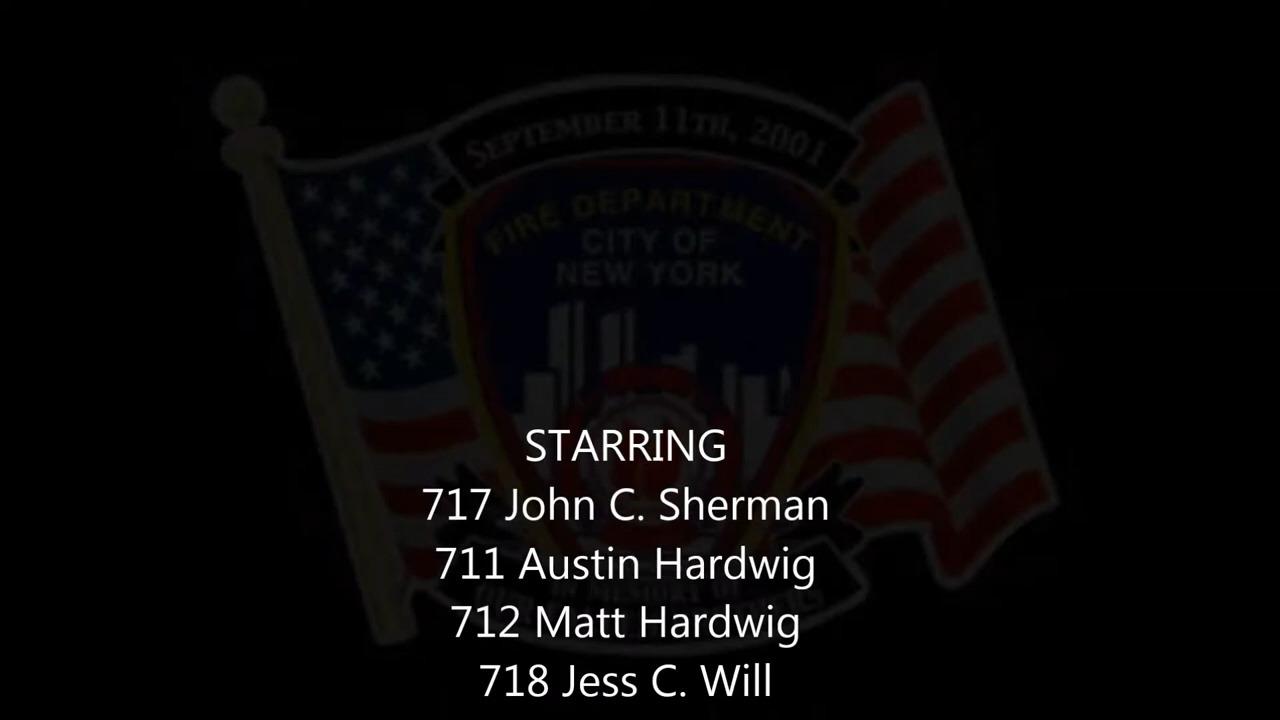 SEPTEMBER 11TH, 2001
FIRE DEPARTMENT
CITY OF
NEW YORK
STARRING
717 John C. Sherman
711 Austin Hardwig
712 Matt Hardwig
718 Jess C. Will